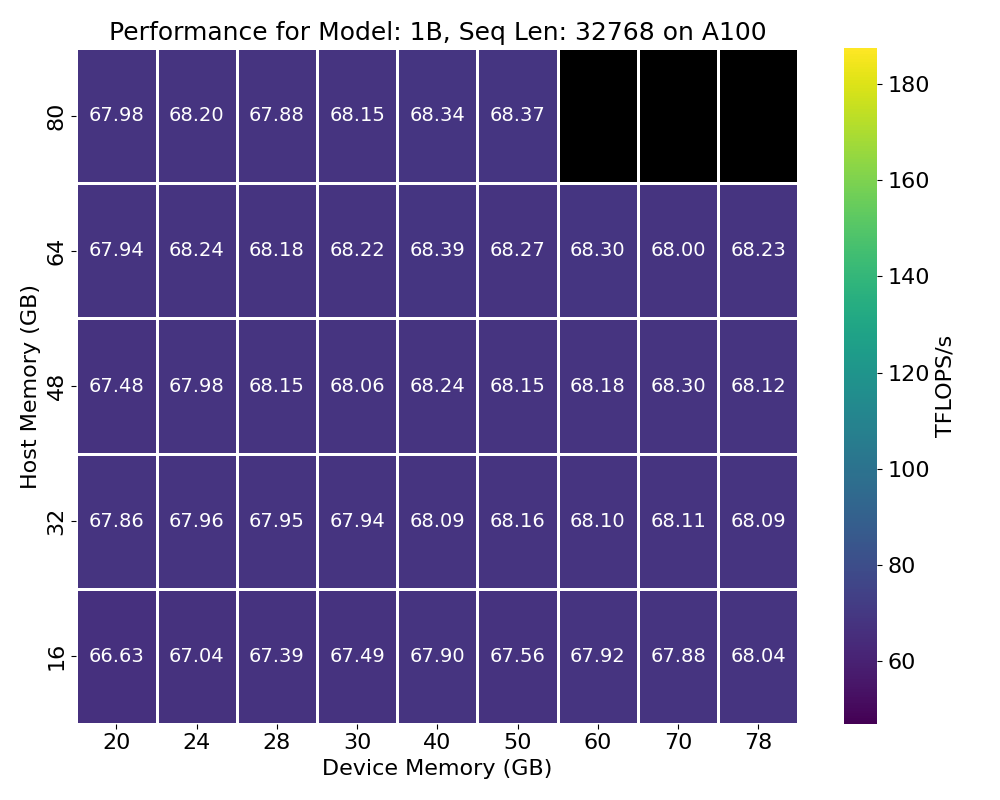 Performance for Model: 1B, Seq Len: 32768 on A100
80 67.98 68.20 67.88 68.15 68.34 68.37
64 67.94 68.24 68.18 68.22 68.39 68.27 68.30 68.00 68.23
48 67.48 67.98 68.15 68.06 68.24 68.15 68.18 68.30 68.12
32 67.86 67.96 67.95 67.94 68.09 68.16 68.10 68.11 68.09
16 66.63 67.04 67.39 67.49 67.90 67.56 67.92 67.88 68.04
20 24 28 30 40 50 60 70 78
Device Memory (GB)
Host Memory (GB)
180
160
140
120
100
80
60
TFLOPS/s